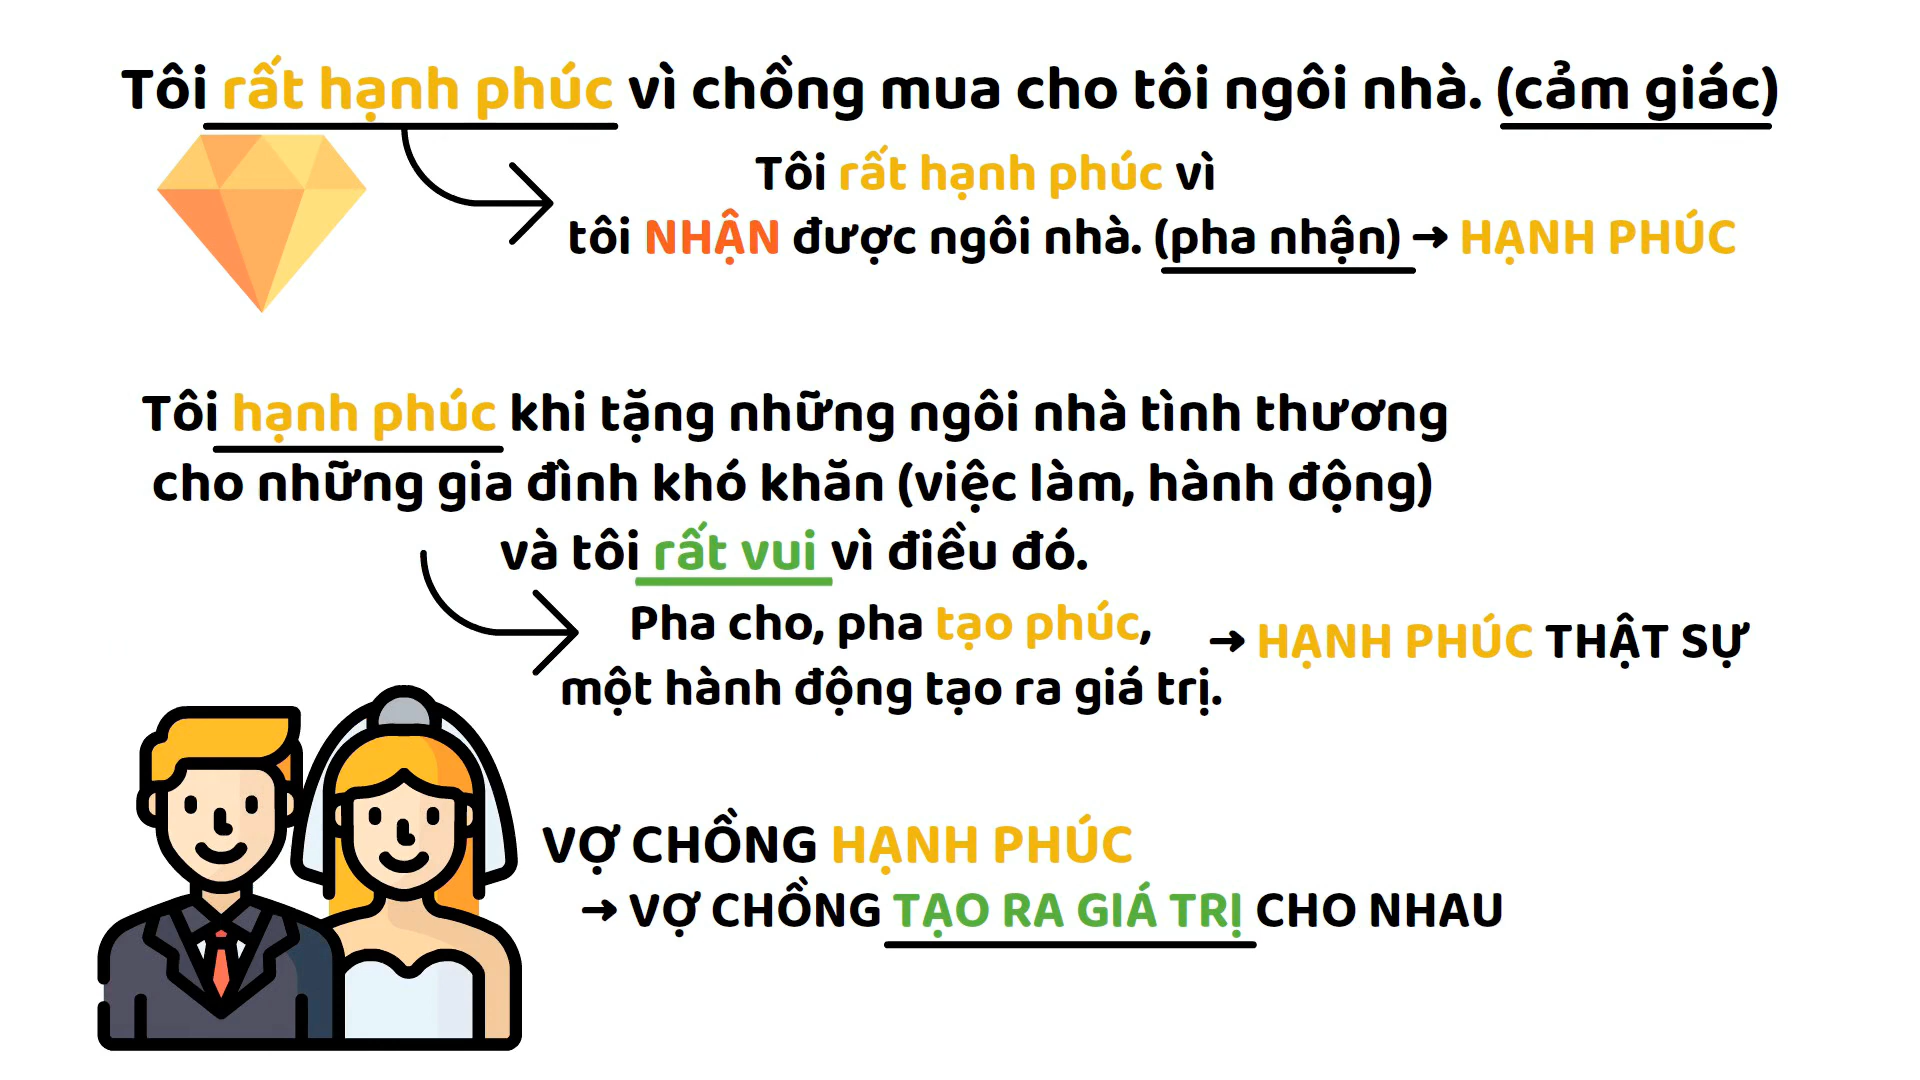 Tôi rất hạnh phúc vì chồng mua cho tôi ngôi nhà. (cảm giác)
Tôi rất hạnh phúc vì
tôi NHẬN được ngôi nhà. (pha nhận) → HẠNH PHÚC
Tôi hạnh phúc khi tặng những ngôi nhà tình thương
cho những gia đình khó khăn (việc làm, hành động)
và tôi rất vui vì điều đó.
Pha cho, pha tạo phúc,
một hành động tạo ra giá trị.
→ HẠNH PHÚC THẬT SỰ
VỢ CHỒNG HẠNH PHÚC
→ VỢ CHỒNG TẠO RA GIÁ TRỊ CHO NHAU